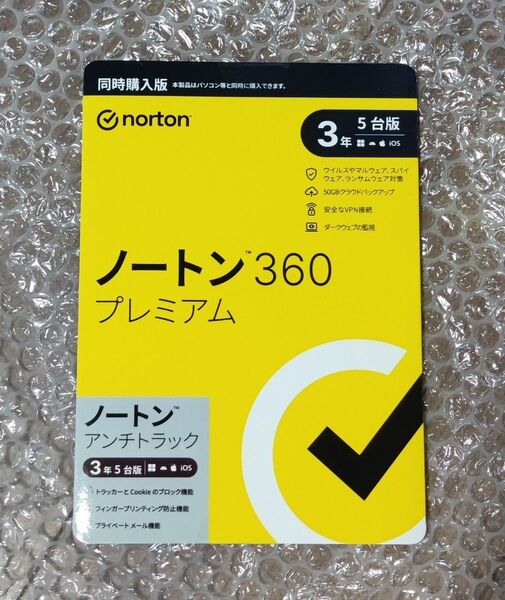 同時購入版 本製品はパソコン等と同時に購入できます。
norton™
3年 5台版
iOS
ウイルスやマルウェア、スパイ
ウェア、ランサムウェア対策
50GBクラウドバックアップ
安全なVPN接続
ダークウェブの監視
ノートン™ 360
プレミアム
ノートン™
アンチトラック
3年5台版 iOS
トラッカーとCookieのブロック機能
フィンガープリンティング防止機能
プライベートメール機能